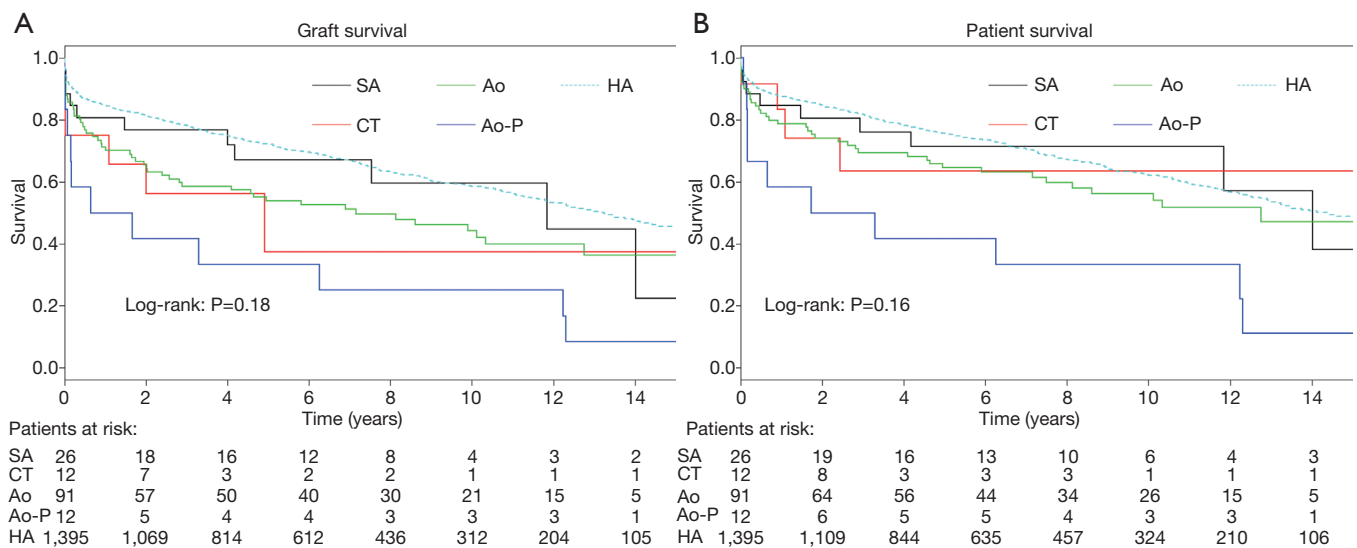 A
Graft survival
1.0
0.8
0.6
0.4
0.2
0.0
Survival
SA
Ao
HA
CT
Ao-P
Log-rank: P=0.18
0 2 4 6 8 10 12 14
Time (years)
Patients at risk:
SA 26 18 16 12 8 4 3 2
CT 12 7 3 2 2 1 1 1
Ao 91 57 50 40 30 21 15 5
Ao-P 12 5 4 4 3 3 3 1
HA 1,395 1,069 814 612 436 312 204 105
B
Patient survival
1.0
0.8
0.6
0.4
0.2
0.0
Survival
SA
Ao
HA
CT
Ao-P
Log-rank: P=0.16
0 2 4 6 8 10 12 14
Time (years)
Patients at risk:
SA 26 19 16 13 10 6 4 3
CT 12 8 3 3 3 1 1 1
Ao 91 64 56 44 34 26 15 5
Ao-P 12 6 5 5 4 3 3 1
HA 1,395 1,109 844 635 457 324 210 106